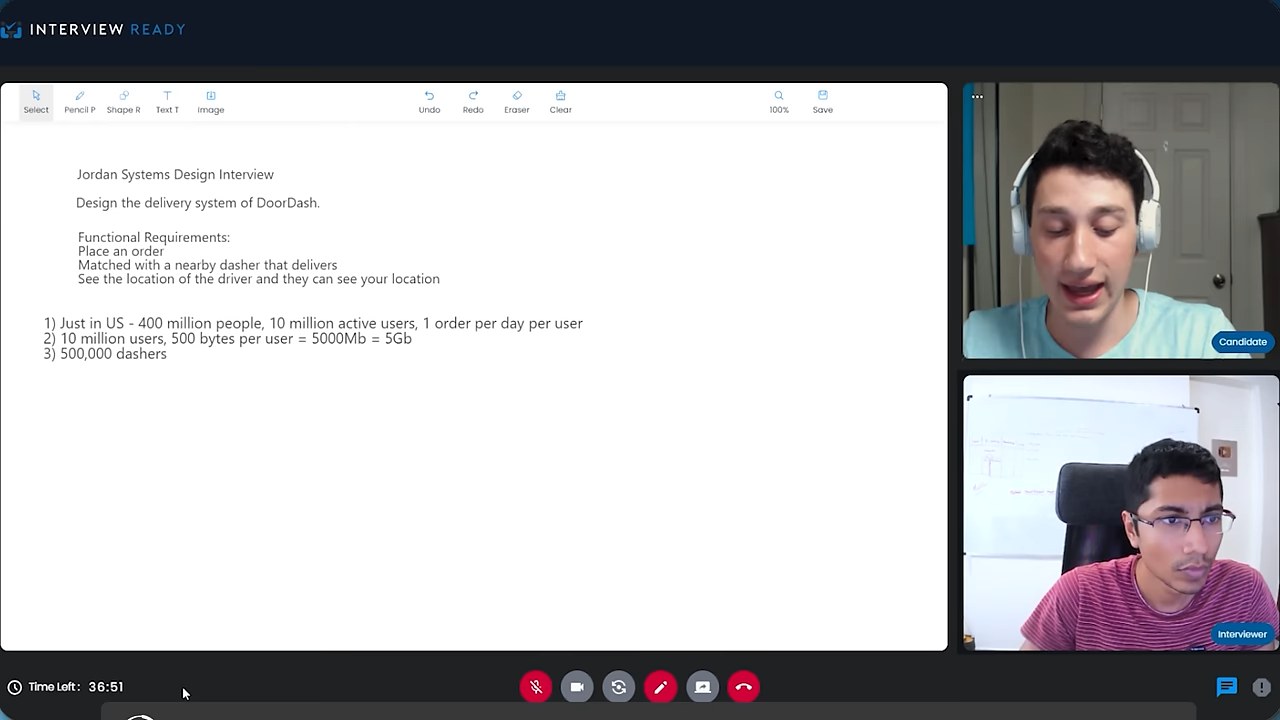 INTERVIEW READY
Select
Pencil P
Shape R
Text T
Image
Undo
Redo
Eraser
Clear
100%
Save
Jordan Systems Design Interview
Design the delivery system of DoorDash.
Functional Requirements:
Place an order
Matched with a nearby dasher that delivers
See the location of the driver and they can see your location
1) Just in US - 400 million people, 10 million active users, 1 order per day per user
2) 10 million users, 500 bytes per user = 5000Mb = 5Gb
3) 500,000 dashers
Candidate
Interviewer
Time Left : 36:51